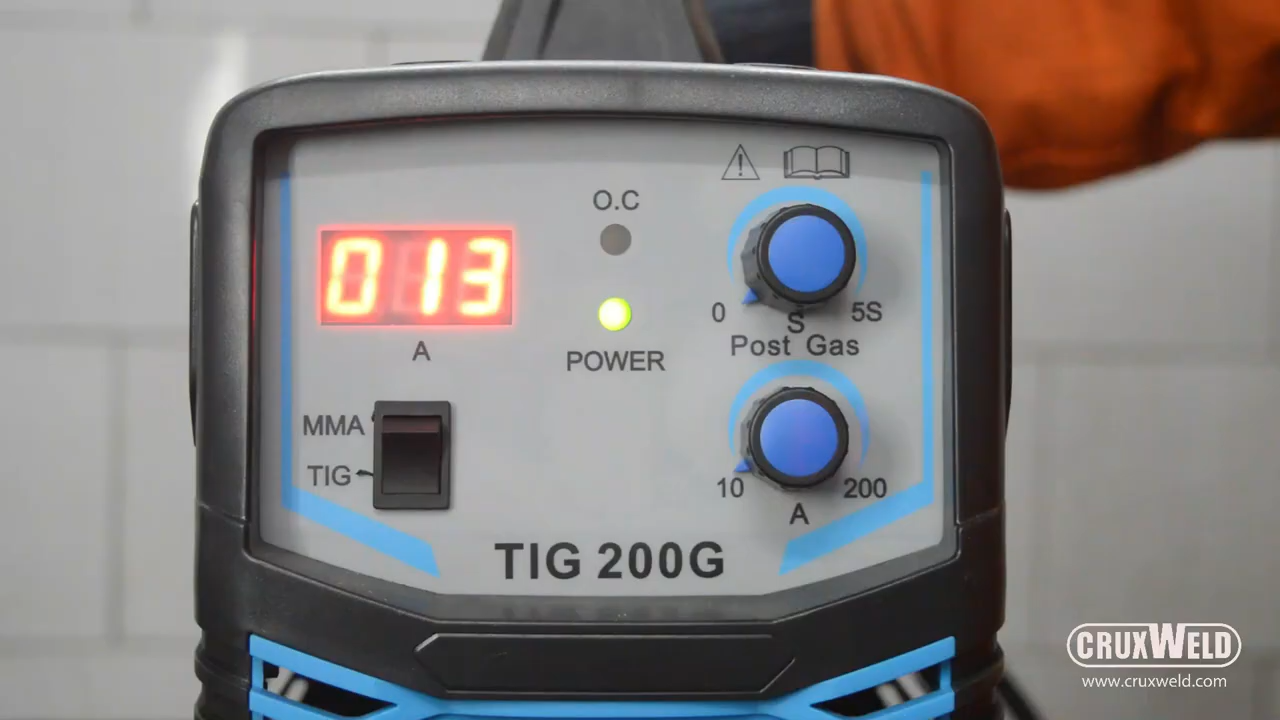 O.C
013
A
POWER
0
5S
S
Post Gas
MMA
TIG
10
200
A
TIG 200G
CRUXWELD
www.cruxweld.com